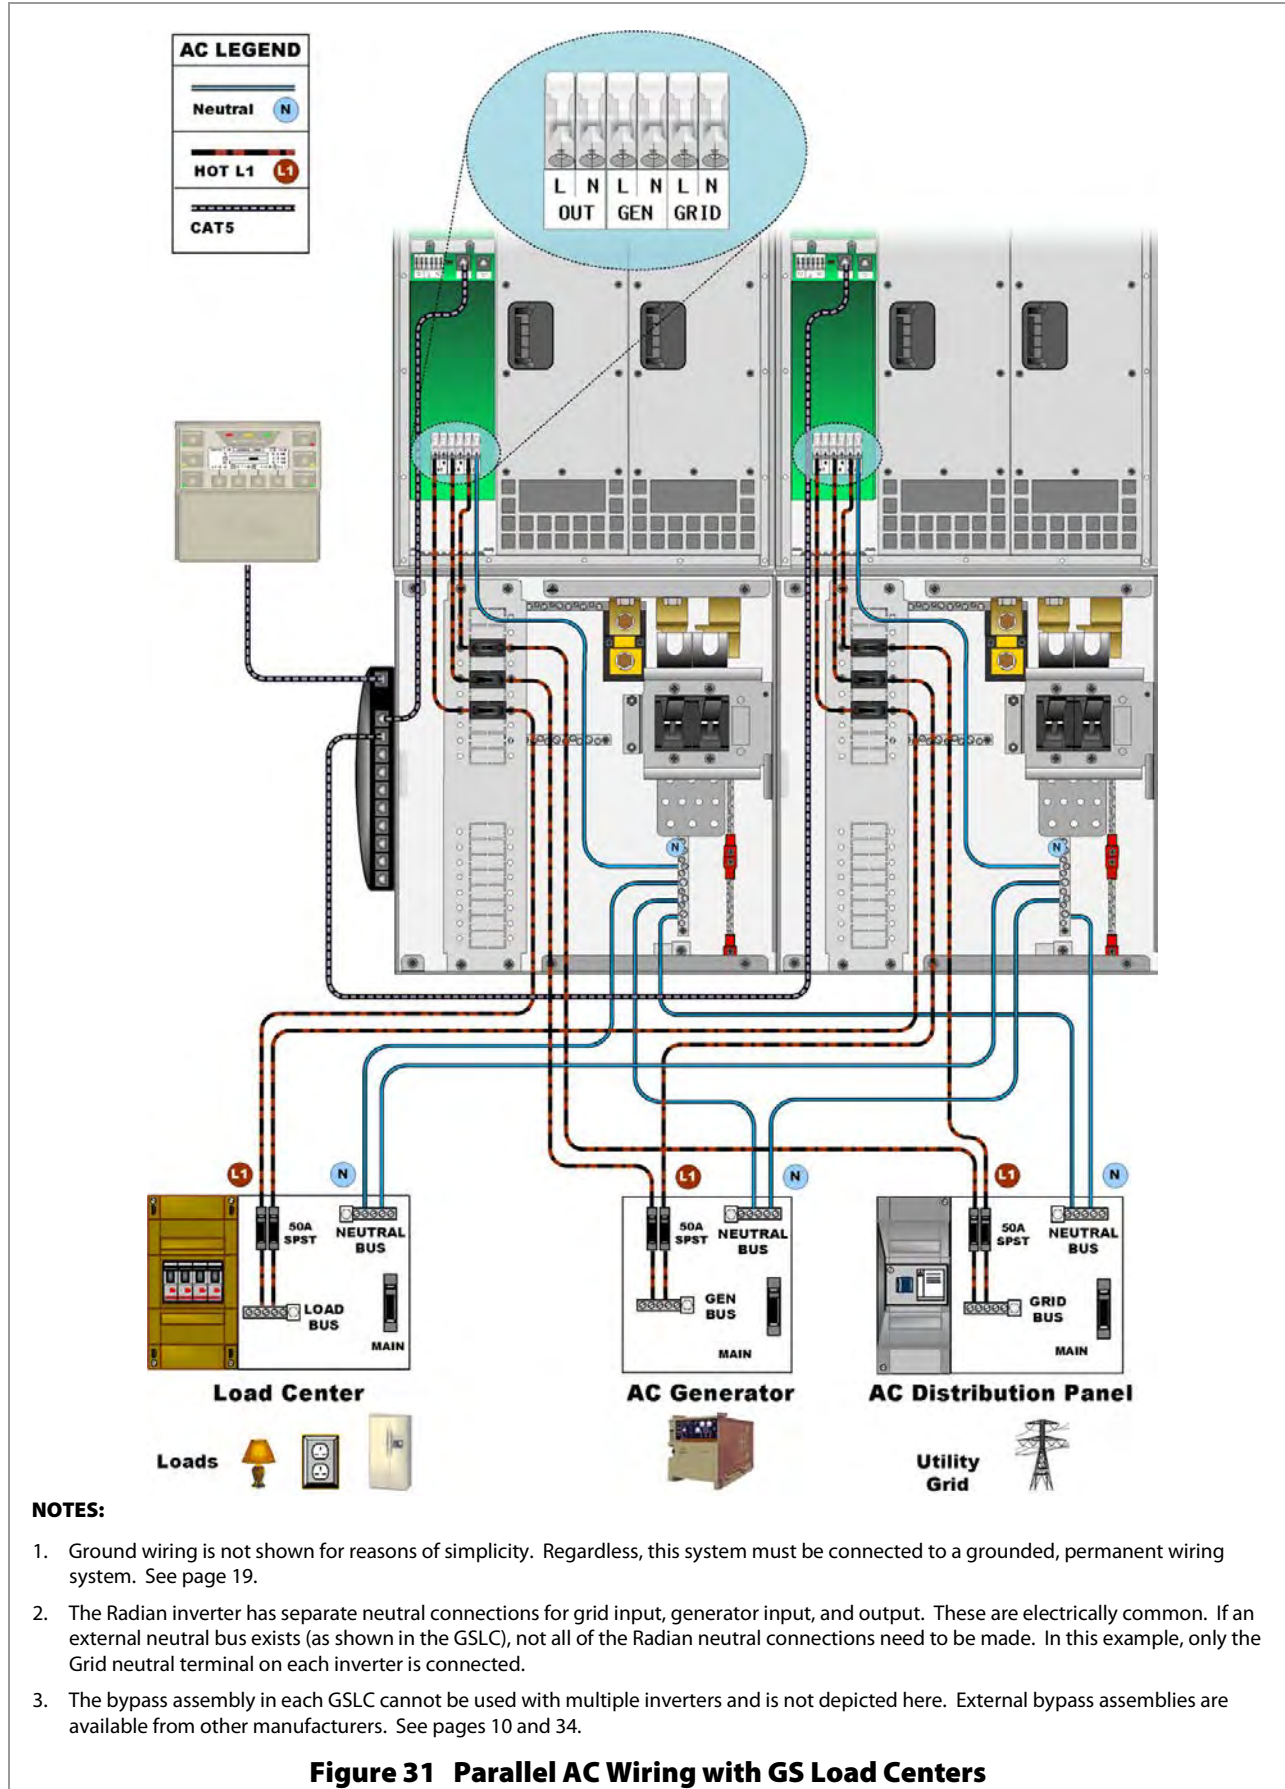 AC LEGEND
Neutral N
HOT L1 L1
CAT5
L N L N L N
OUT GEN GRID
N
N
L1
N
L1
N
L1
N
50A
SPST
NEUTRAL
BUS
LOAD
BUS
MAIN
50A
SPST
NEUTRAL
BUS
GEN
BUS
MAIN
50A
SPST
NEUTRAL
BUS
GRID
BUS
MAIN
Load Center
AC Generator
AC Distribution Panel
Loads
Utility
Grid
NOTES:
1. Ground wiring is not shown for reasons of simplicity. Regardless, this system must be connected to a grounded, permanent wiring
system. See page 19.
2. The Radian inverter has separate neutral connections for grid input, generator input, and output. These are electrically common. If an
external neutral bus exists (as shown in the GSLC), not all of the Radian neutral connections need to be made. In this example, only the
Grid neutral terminal on each inverter is connected.
3. The bypass assembly in each GSLC cannot be used with multiple inverters and is not depicted here. External bypass assemblies are
available from other manufacturers. See pages 10 and 34.
Figure 31 Parallel AC Wiring with GS Load Centers